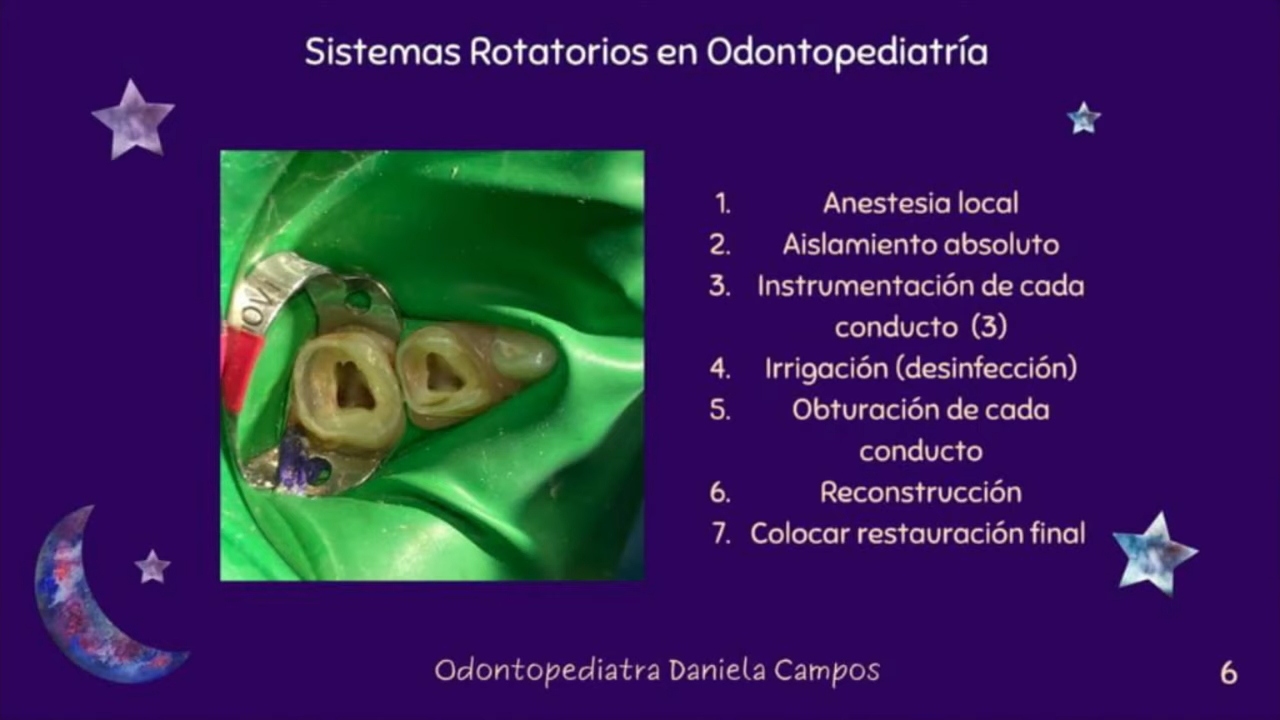 Sistemas Rotatorios en Odontopediatría
1. Anestesia local
2. Aislamiento absoluto
3. Instrumentación de cada
conducto (3)
4. Irrigación (desinfección)
5. Obturación de cada
conducto
6. Reconstrucción
7. Colocar restauración final
Odontopediatra Daniela Campos
6